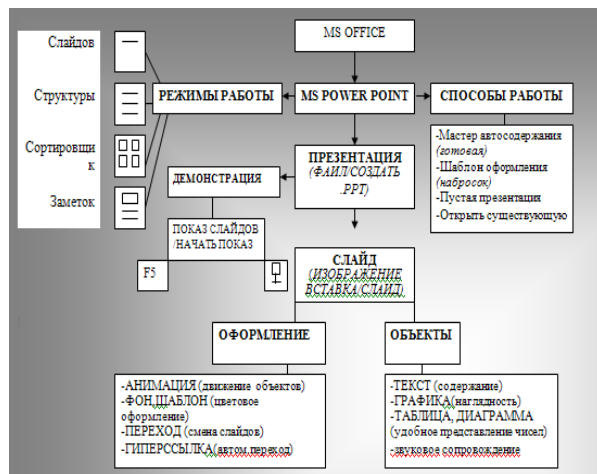 MS OFFICE
Слайдов
Структуры
Сортировщи
к
Заметок
РЕЖИМЫ РАБОТЫ
MS POWER POINT
СПОСОБЫ РАБОТЫ
-Мастер автосодержания
(готовая)
-Шаблон оформления
(набросок)
-Пустая презентация
-Открыть существующую
ПРЕЗЕНТАЦИЯ
(ФАЙЛ/СОЗДАТЬ
.PPT)
ДЕМОНСТРАЦИЯ
ПОКАЗ СЛАЙДОВ
/НАЧАТЬ ПОКАЗ
F5
СЛАЙД
(ИЗОБРАЖЕНИЕ
ВСТАВКА/СЛАЙД)
ОФОРМЛЕНИЕ
-АНИМАЦИЯ (движение объектов)
-ФОН,ШАБЛОН (цветовое
оформление)
-ПЕРЕХОД (смена слайдов)
-ГИПЕРССЫЛКА(автом.переход)
ОБЪЕКТЫ
-ТЕКСТ (содержание)
-ГРАФИКА(наглядность)
-ТАБЛИЦА, ДИАГРАММА
(удобное представление чисел)
-звуковое сопровождение